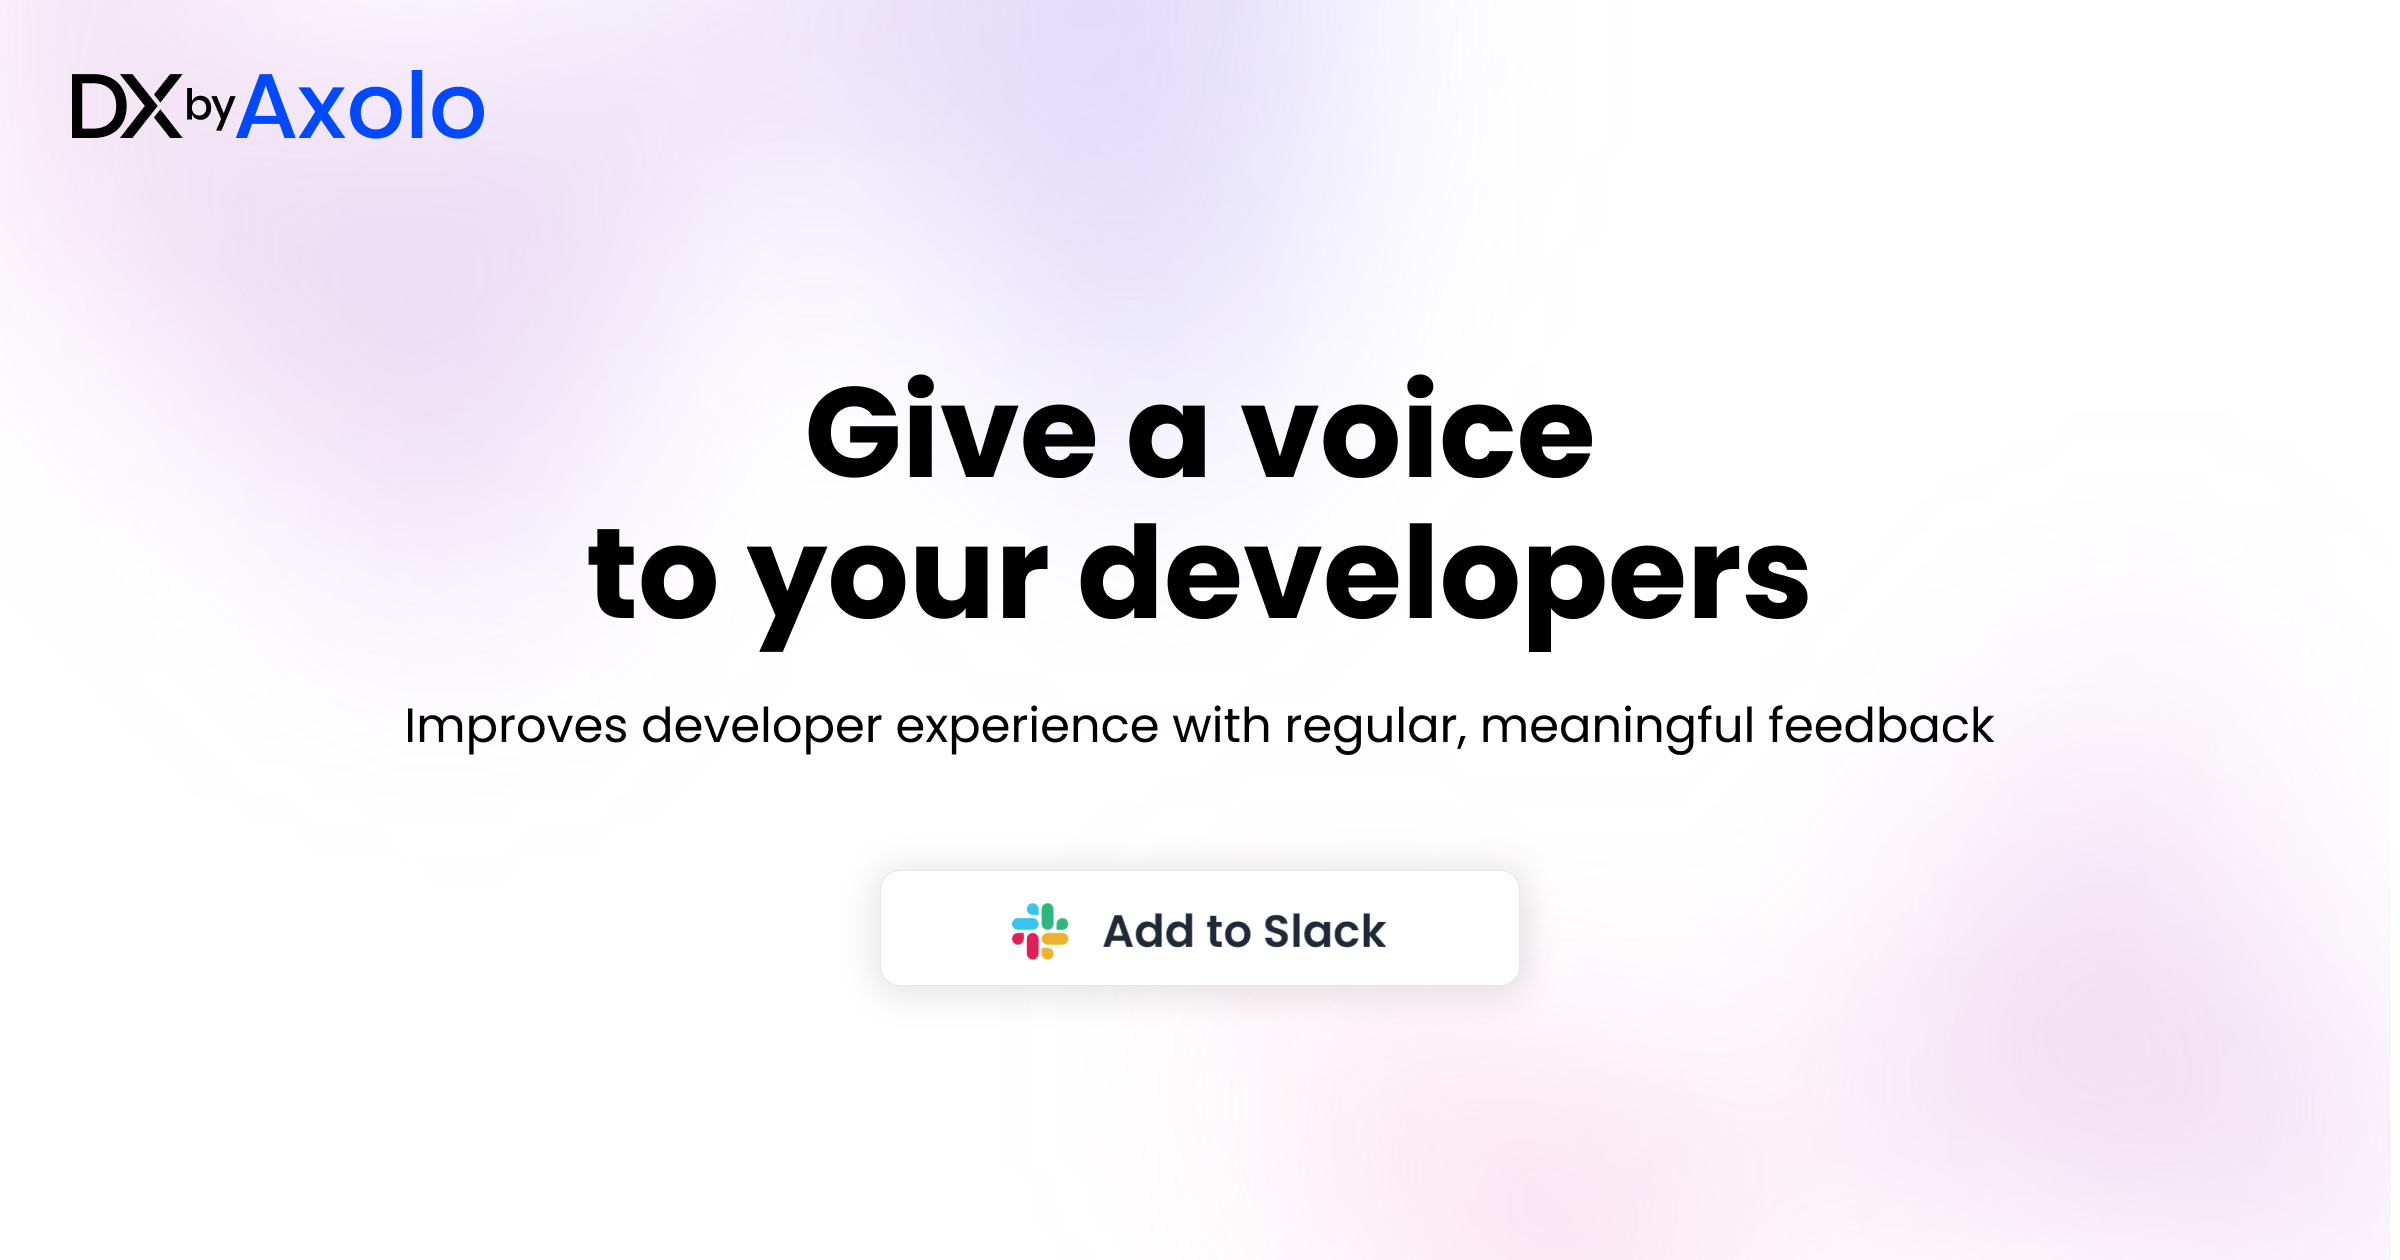 DX by Axolo
Give a voice
to your developers
Improves developer experience with regular, meaningful feedback
Add to Slack